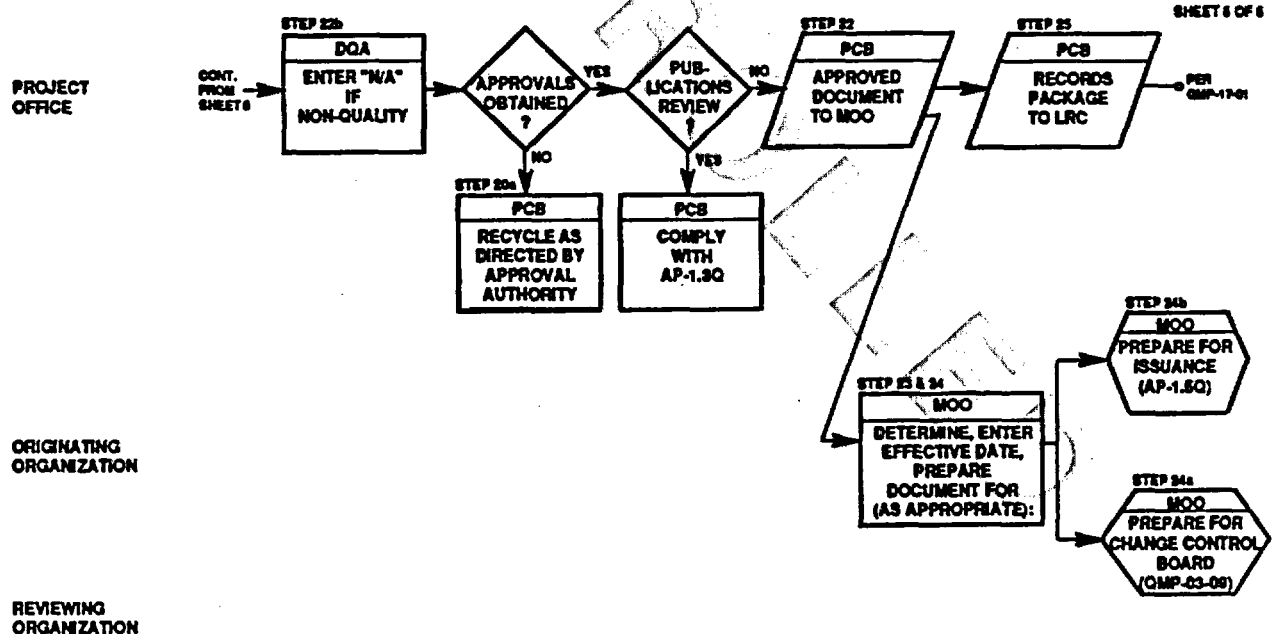 SHEET 6 OF 6
PROJECT
OFFICE
CONT.
FROM
SHEET 5
STEP 22b
DQA
ENTER "N/A"
IF
NON-QUALITY
APPROVALS
OBTAINED
?
YES
NO
STEP 20a
PCB
RECYCLE AS
DIRECTED BY
APPROVAL
AUTHORITY
PUB-
LICATIONS
REVIEW
?
NO
YES
PCB
COMPLY
WITH
AP-1.3Q
STEP 22
PCB
APPROVED
DOCUMENT
TO MOO
STEP 25
PCB
RECORDS
PACKAGE
TO LRC
PER
QMP-17-01
ORIGINATING
ORGANIZATION
STEP 23 & 24
MOO
DETERMINE, ENTER
EFFECTIVE DATE,
PREPARE
DOCUMENT FOR
(AS APPROPRIATE):
STEP 24b
MOO
PREPARE FOR
ISSUANCE
(AP-1.5Q)
STEP 24a
MOO
PREPARE FOR
CHANGE CONTROL
BOARD
(QMP-03-09)
REVIEWING
ORGANIZATION